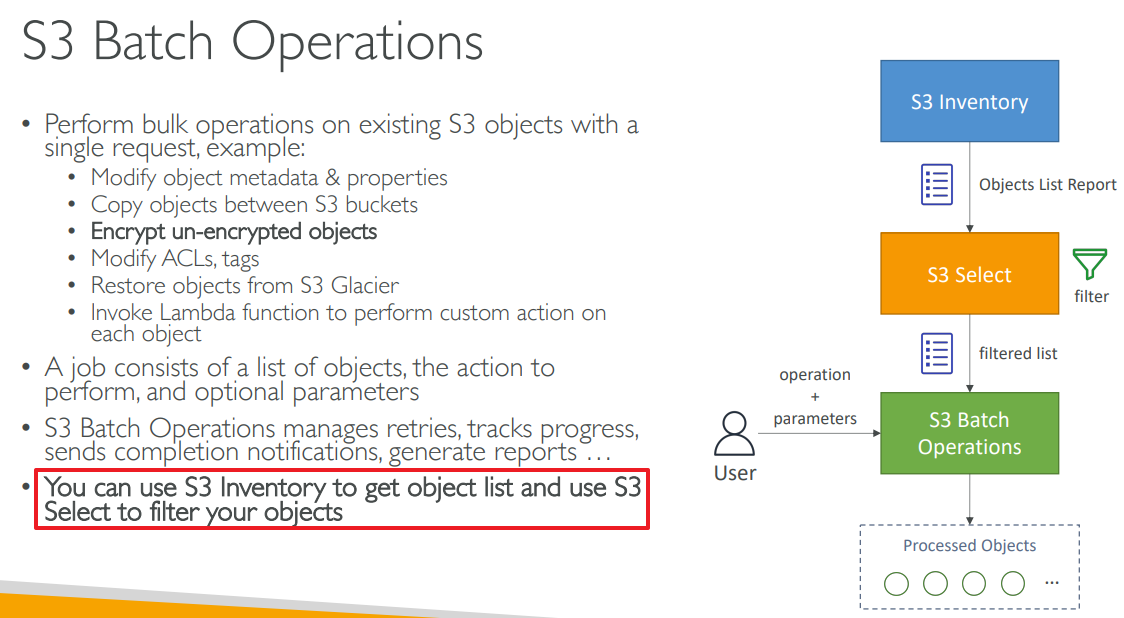 S3 Batch Operations
• Perform bulk operations on existing S3 objects with a
single request, example:
• Modify object metadata & properties
• Copy objects between S3 buckets
• Encrypt un-encrypted objects
• Modify ACLs, tags
• Restore objects from S3 Glacier
• Invoke Lambda function to perform custom action on
each object
• A job consists of a list of objects, the action to
perform, and optional parameters
• S3 Batch Operations manages retries, tracks progress,
sends completion notifications, generate reports …
• You can use S3 Inventory to get object list and use S3
Select to filter your objects
S3 Inventory
Objects List Report
S3 Select
filter
filtered list
operation
+
parameters
User
S3 Batch
Operations
Processed Objects
...